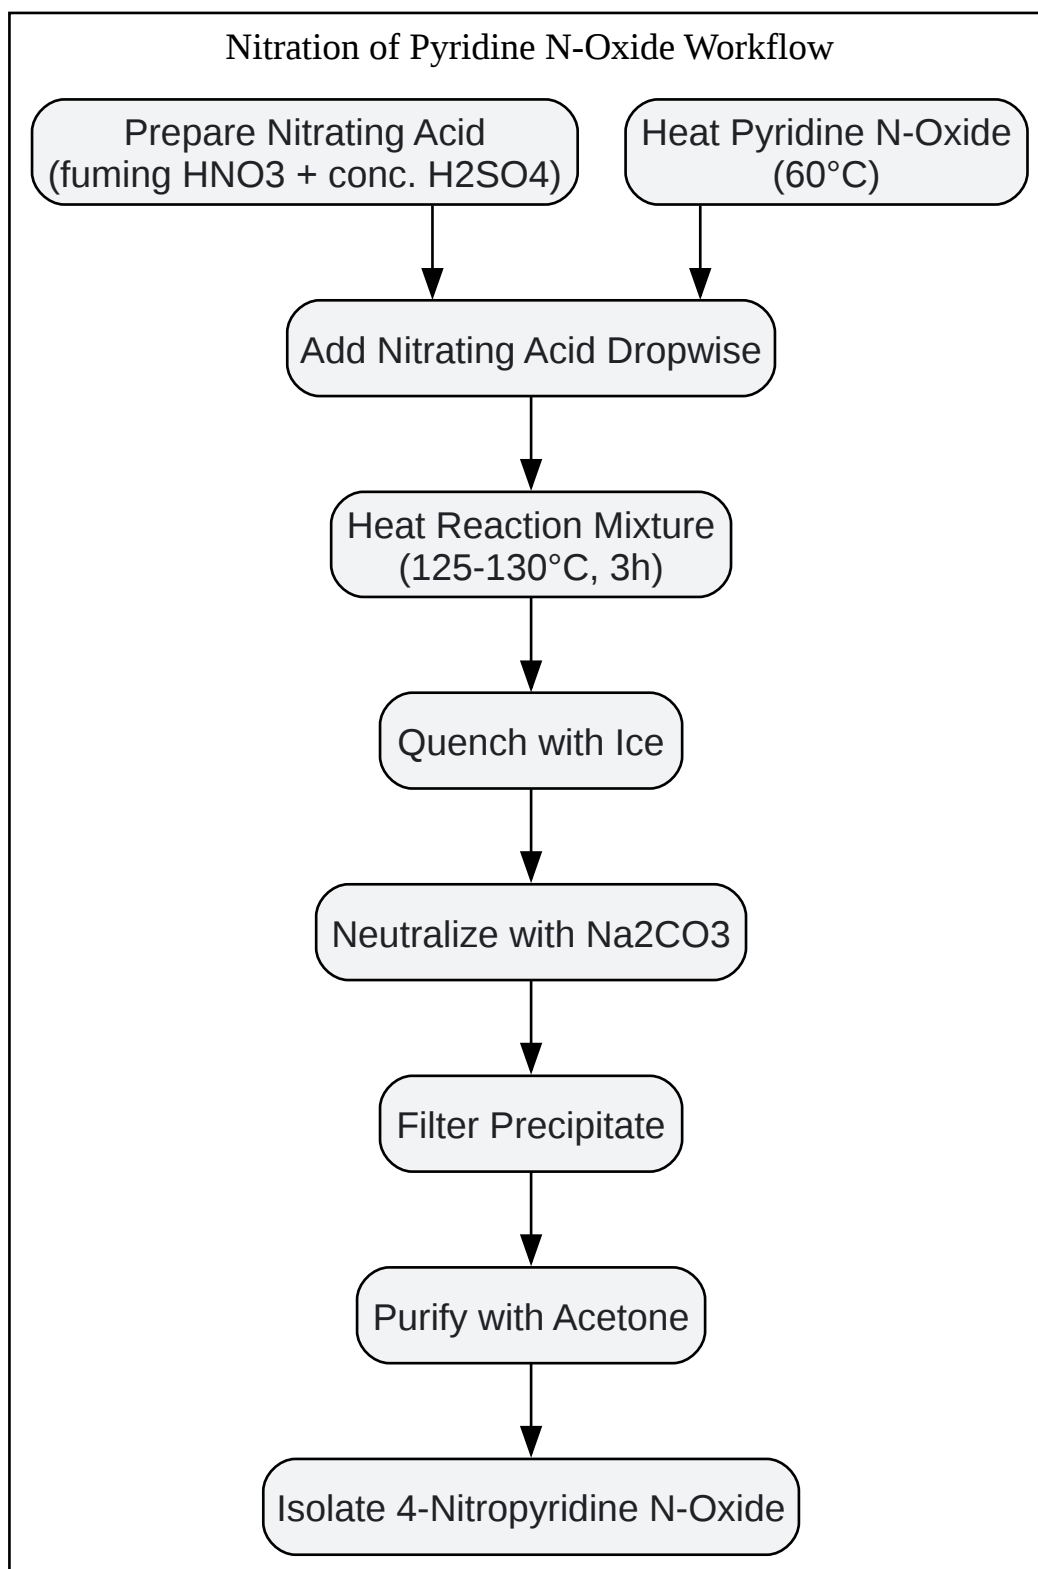 Nitration of Pyridine N-Oxide Workflow
Prepare Nitrating Acid
(fuming HNO3 + conc. H2SO4)
Heat Pyridine N-Oxide
(60°C)
Add Nitrating Acid Dropwise
Heat Reaction Mixture
(125-130°C, 3h)
Quench with Ice
Neutralize with Na2CO3
Filter Precipitate
Purify with Acetone
Isolate 4-Nitropyridine N-Oxide